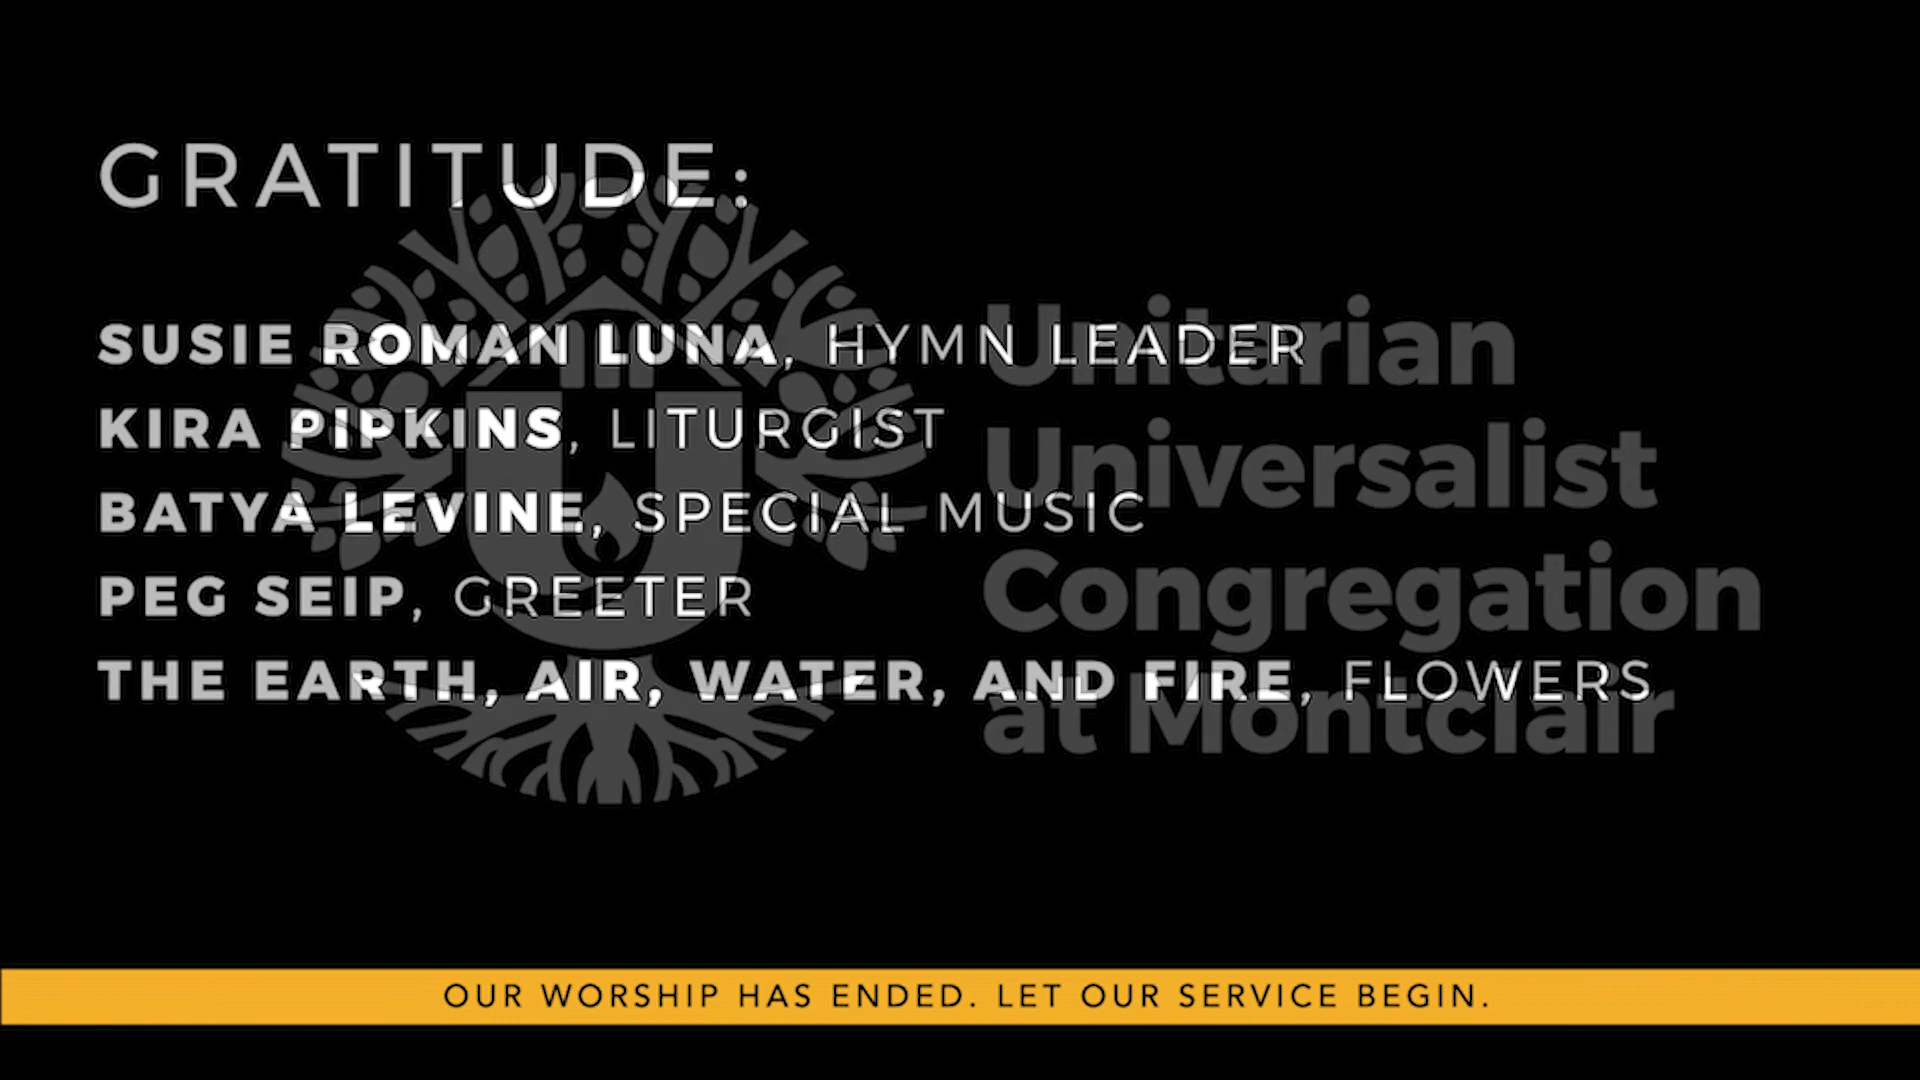 GRATITUDE:
SUSIE ROMAN LUNA, HYMN LEADER
KIRA PIPKINS, LITURGIST
BATYA LEVINE, SPECIAL MUSIC
PEG SEIP, GREETER
THE EARTH, AIR, WATER, AND FIRE, FLOWERS
Unitarian
Universalist
Congregation
at Montclair
OUR WORSHIP HAS ENDED. LET OUR SERVICE BEGIN.